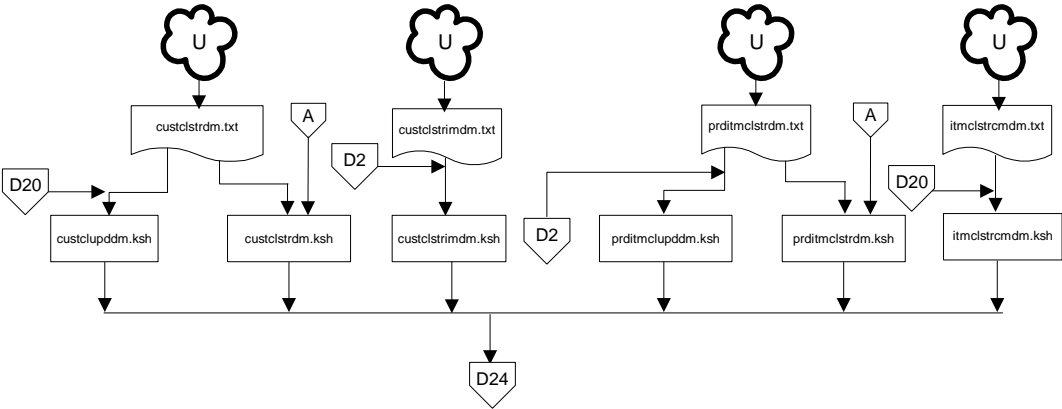 U
U
U
U
custclstrdm.txt
A
custclstrimdm.txt
prditmclstrdm.txt
A
itmclstrcmdm.txt
D20
D2
D20
custclupddm.ksh
custclstrdm.ksh
custclstrimdm.ksh
D2
prditmclupddm.ksh
prditmclstrdm.ksh
itmclstrcmdm.ksh
D24